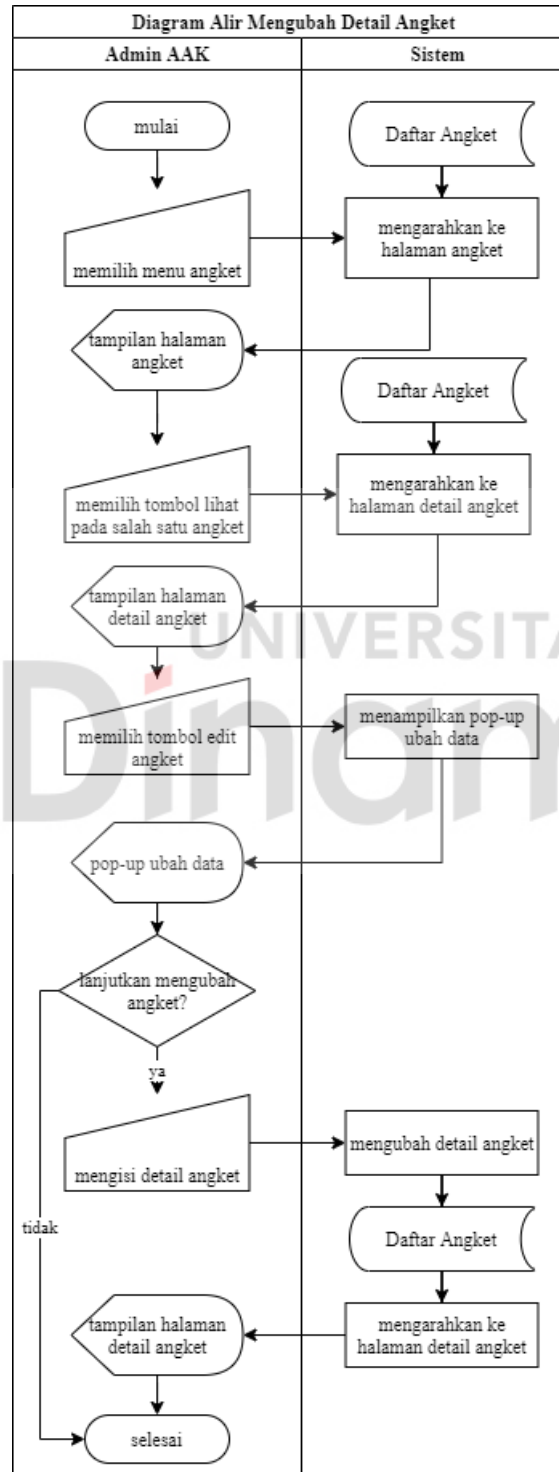 Diagram Alir Mengubah Detail Angket
Admin AAK
Sistem
mulai
Daftar Angket
memilih menu angket
mengarahkan ke
halaman angket
tampilan halaman
angket
Daftar Angket
memilih tombol lihat
pada salah satu angket
mengarahkan ke
halaman detail angket
tampilan halaman
detail angket
UNIVERSITA
Dinam
memilih tombol edit
angket
menampilkan pop-up
ubah data
pop-up ubah data
lanjutkan mengubah
angket?
ya
mengisi detail angket
mengubah detail angket
tidak
Daftar Angket
mengarahkan ke
halaman detail angket
tampilan halaman
detail angket
selesai